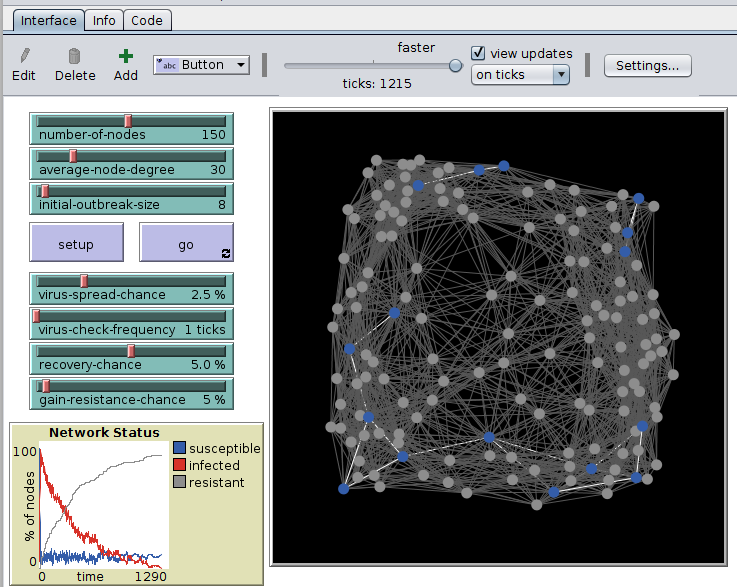 Interface Info Code
Edit Delete Add abc Button faster view updates Settings...
ticks: 1215 on ticks
number-of-nodes 150
average-node-degree 30
initial-outbreak-size 8
setup go
virus-spread-chance 2.5 %
virus-check-frequency 1 ticks
recovery-chance 5.0 %
gain-resistance-chance 5 %
Network Status
% of nodes
100
0
0 time 1290
susceptible
infected
resistant